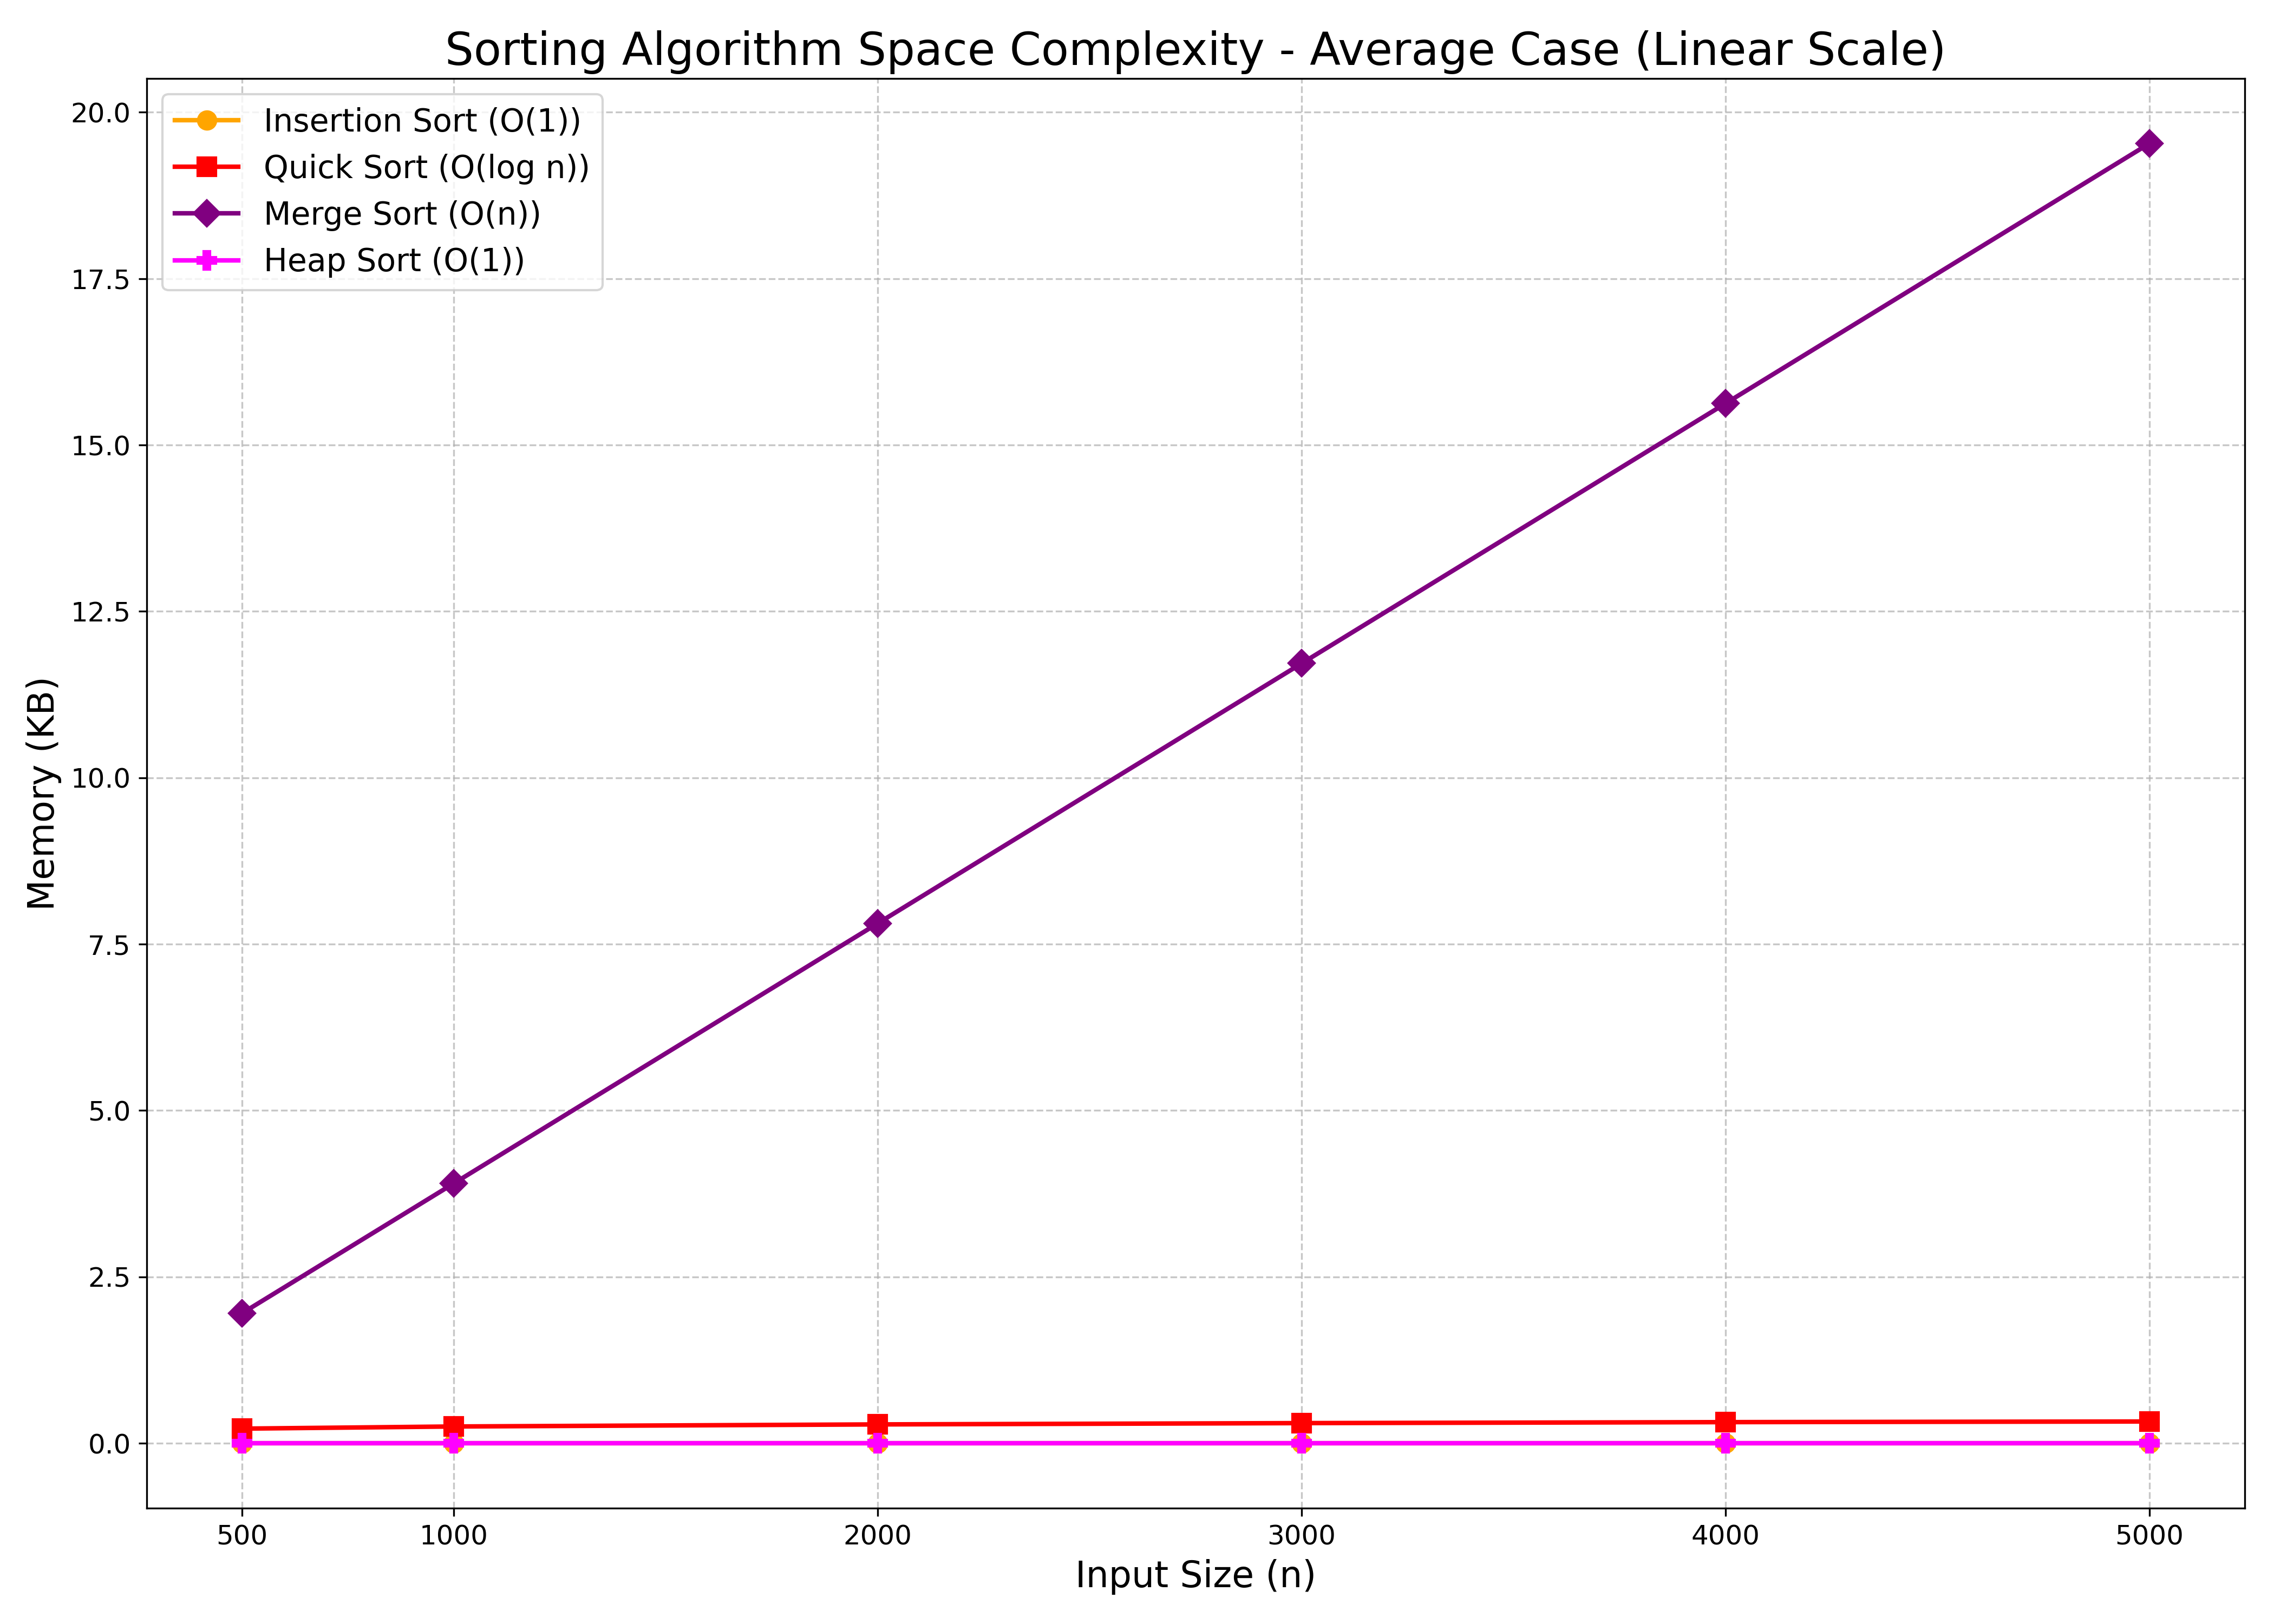 Sorting Algorithm Space Complexity - Average Case (Linear Scale)
Insertion Sort (O(1))
Quick Sort (O(log n))
Merge Sort (O(n))
Heap Sort (O(1))
20.0
17.5
15.0
12.5
10.0
7.5
5.0
2.5
0.0
Memory (KB)
500 1000 2000 3000 4000 5000
Input Size (n)